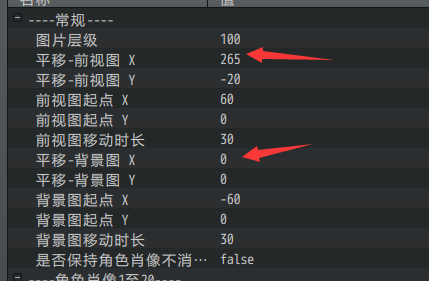 名称 值
----常规----
图片层级 100
平移-前视图 X 265
平移-前视图 Y -20
前视图起点 X 60
前视图起点 Y 0
前视图移动时长 30
平移-背景图 X 0
平移-背景图 Y 0
背景图起点 X -60
背景图起点 Y 0
背景图移动时长 30
是否保持角色肖像不消… false
----角色肖像1至20----